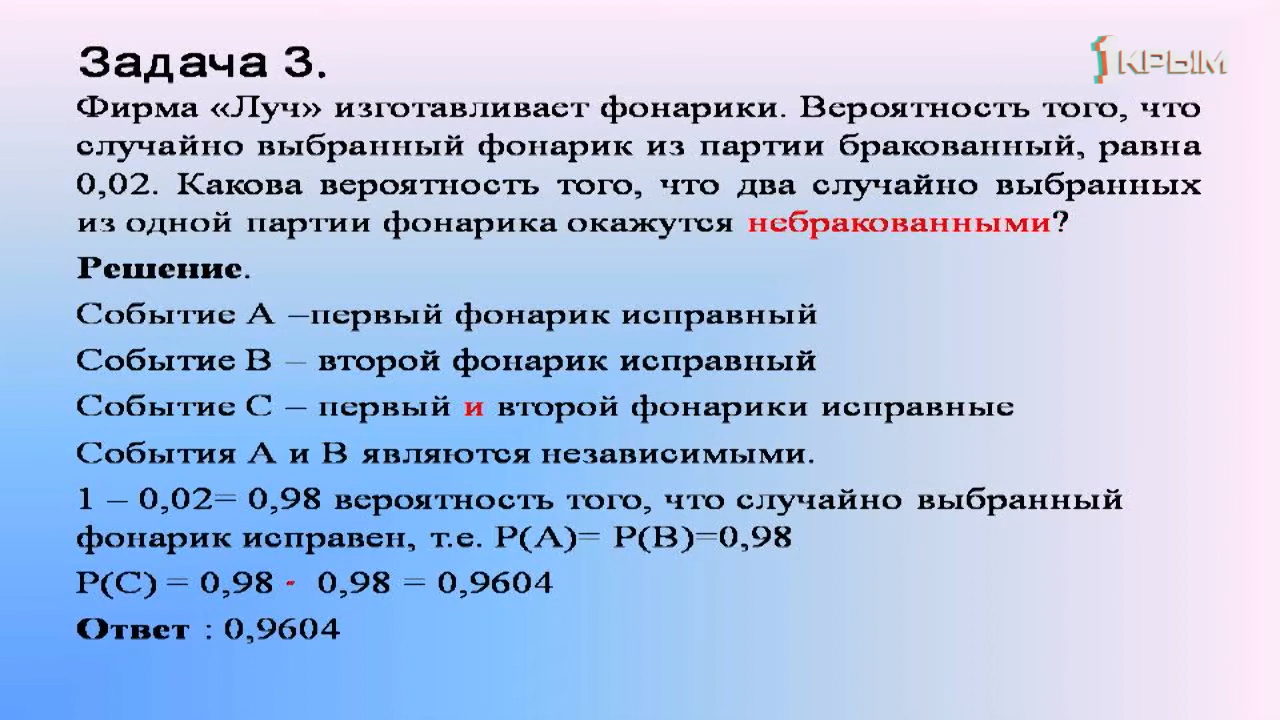 Задача 3.
1 КРЫМ
Фирма «Луч» изготавливает фонарики. Вероятность того, что
случайно выбранный фонарик из партии бракованный, равна
0,02. Какова вероятность того, что два случайно выбранных
из одной партии фонарика окажутся небракованными?
Решение.
Событие А –первый фонарик исправный
Событие В – второй фонарик исправный
Событие С – первый и второй фонарики исправные
События А и В являются независимыми.
1 – 0,02= 0,98 вероятность того, что случайно выбранный
фонарик исправен, т.е. Р(А)= Р(В)=0,98
Р(С) = 0,98 · 0,98 = 0,9604
Ответ : 0,9604